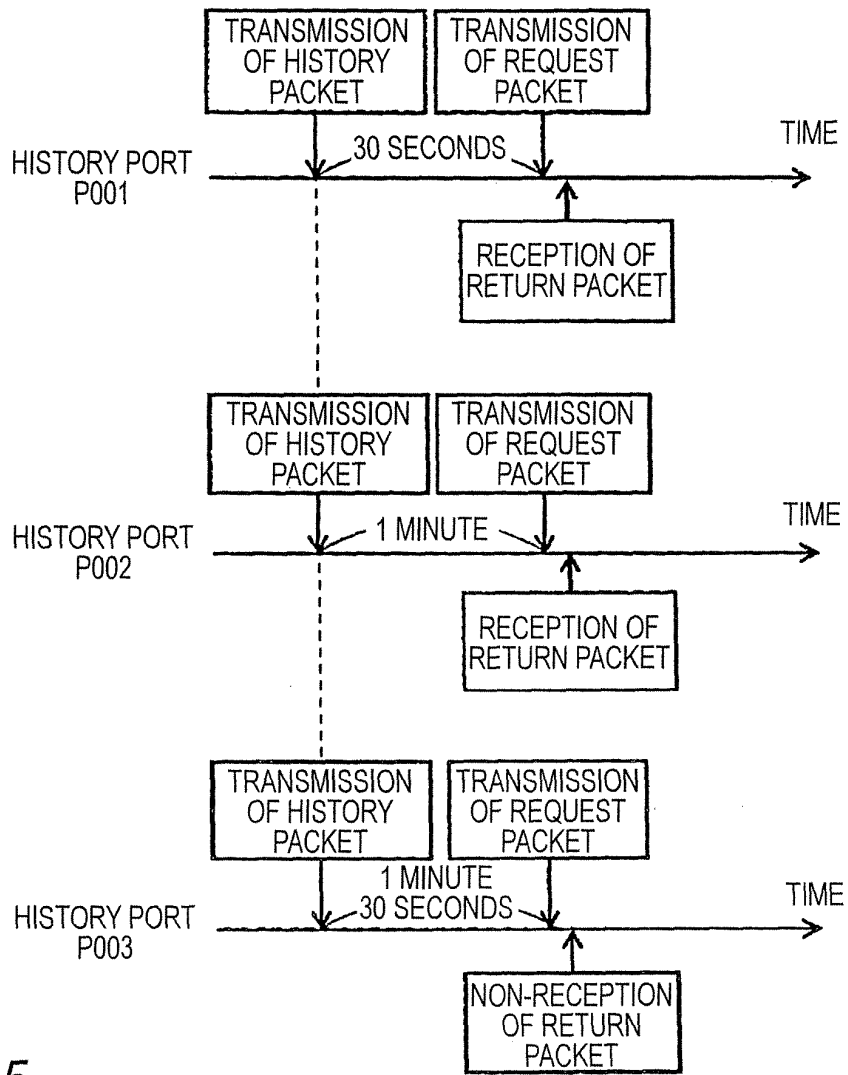 TRANSMISSION
OF HISTORY
PACKET
TRANSMISSION
OF REQUEST
PACKET
TIME
30 SECONDS
HISTORY PORT
P001
RECEPTION OF
RETURN PACKET
TRANSMISSION
OF HISTORY
PACKET
TRANSMISSION
OF REQUEST
PACKET
TIME
1 MINUTE
HISTORY PORT
P002
RECEPTION OF
RETURN PACKET
TRANSMISSION
OF HISTORY
PACKET
TRANSMISSION
OF REQUEST
PACKET
1 MINUTE
30 SECONDS
TIME
HISTORY PORT
P003
NON-RECEPTION
OF RETURN
PACKET
5